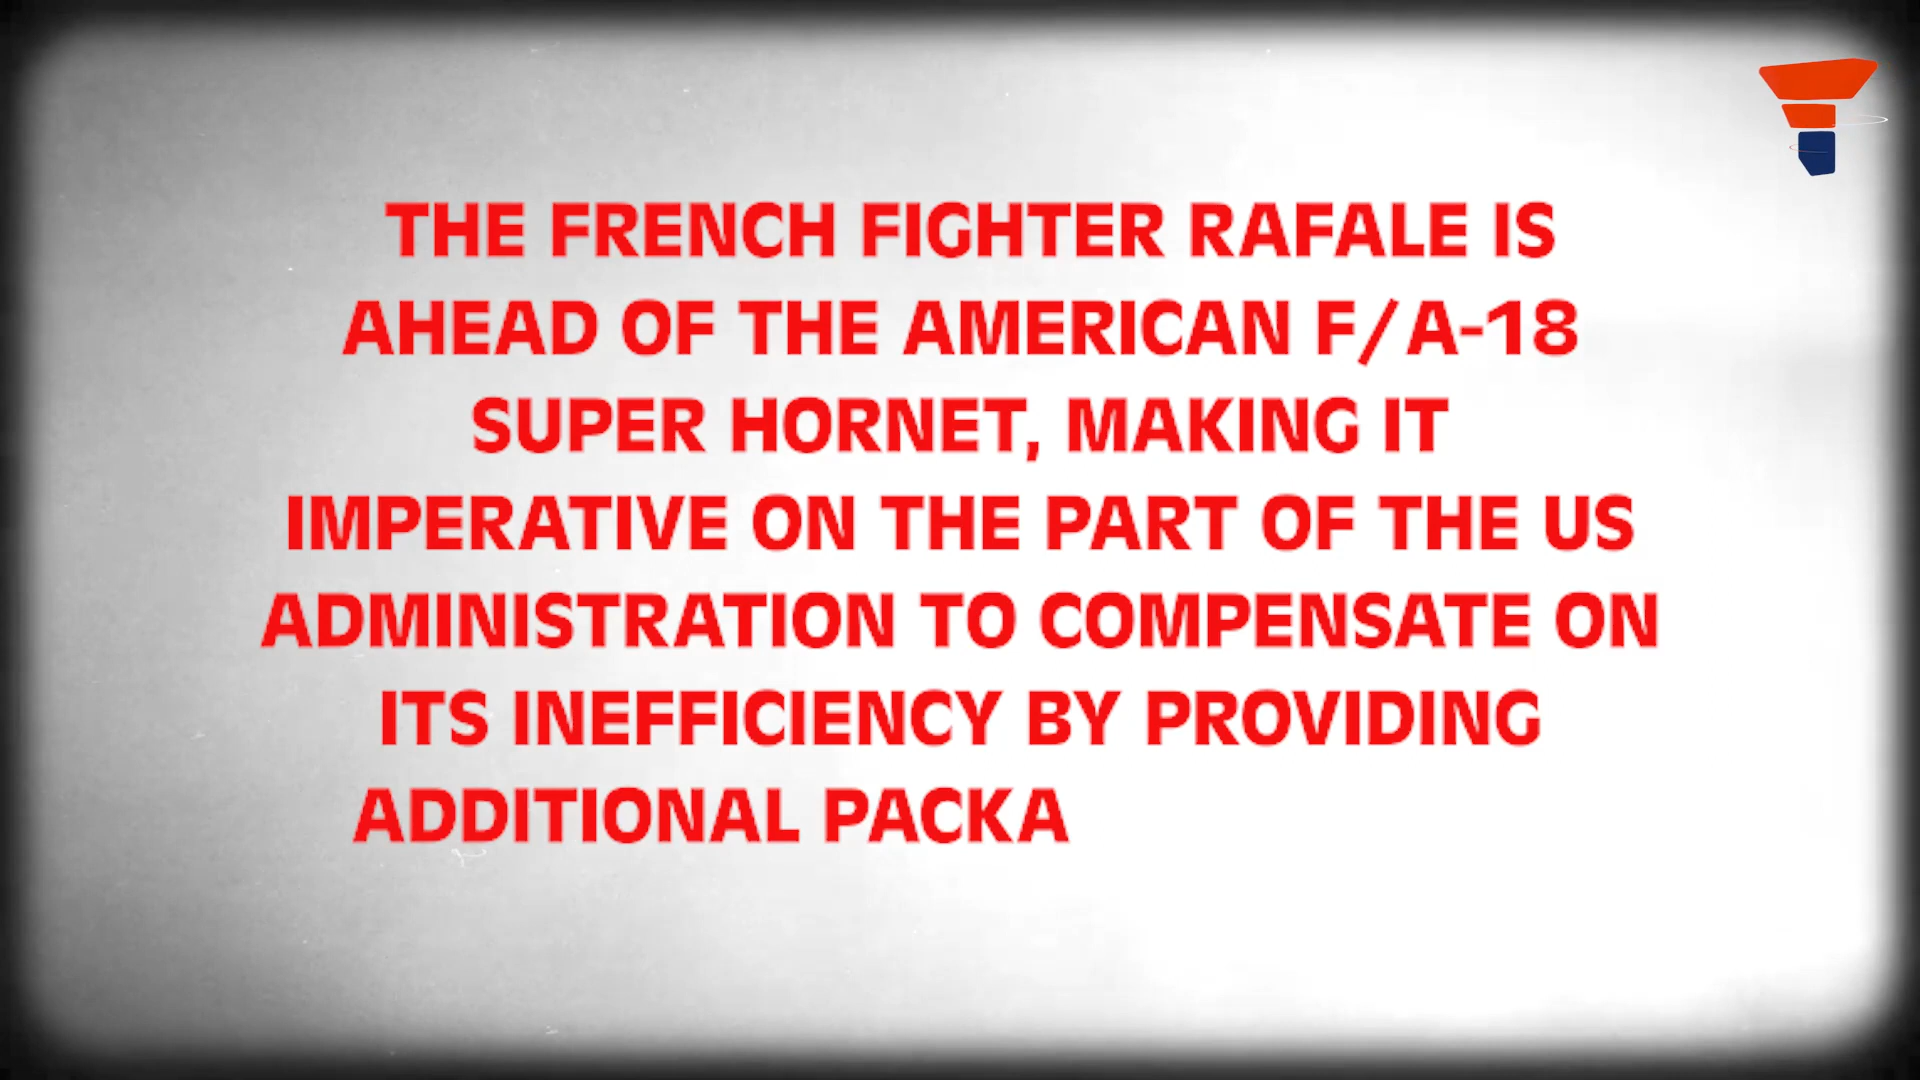 THE FRENCH FIGHTER RAFALE IS
AHEAD OF THE AMERICAN F/A-18
SUPER HORNET, MAKING IT
IMPERATIVE ON THE PART OF THE US
ADMINISTRATION TO COMPENSATE ON
ITS INEFFICIENCY BY PROVIDING
ADDITIONAL PACKA